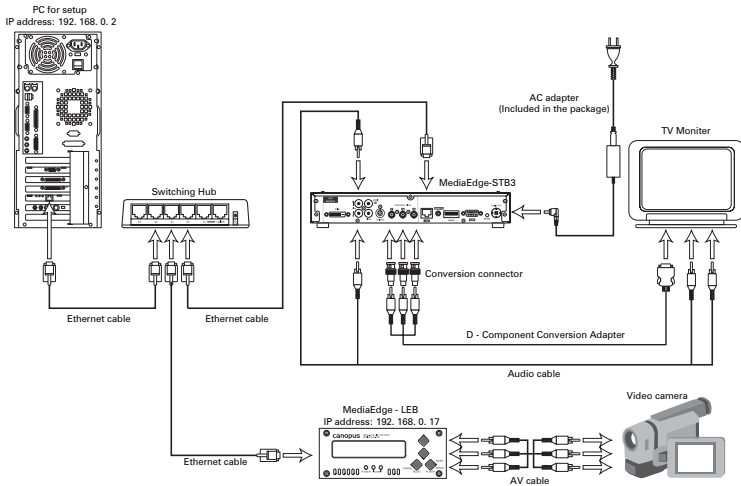 PC for setup
IP address: 192. 168. 0. 2
AC adapter
(Included in the package)
TV Moniter
Switching Hub
MediaEdge-STB3
Conversion connector
Ethernet cable
Ethernet cable
D - Component Conversion Adapter
Audio cable
Video camera
MediaEdge - LEB
IP address: 192. 168. 0. 17
canopus
Ethernet cable
AV cable